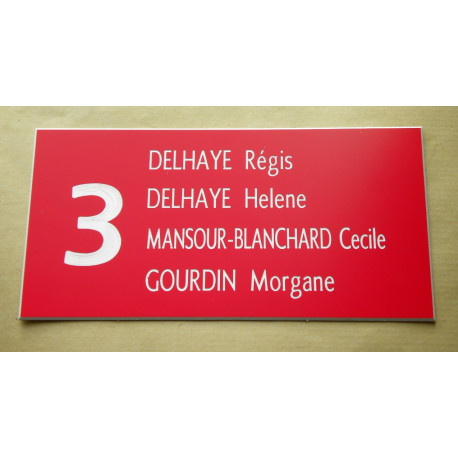 3
DELHAYE Régis
DELHAYE Helene
MANSOUR-BLANCHARD Cecile
GOURDIN Morgane